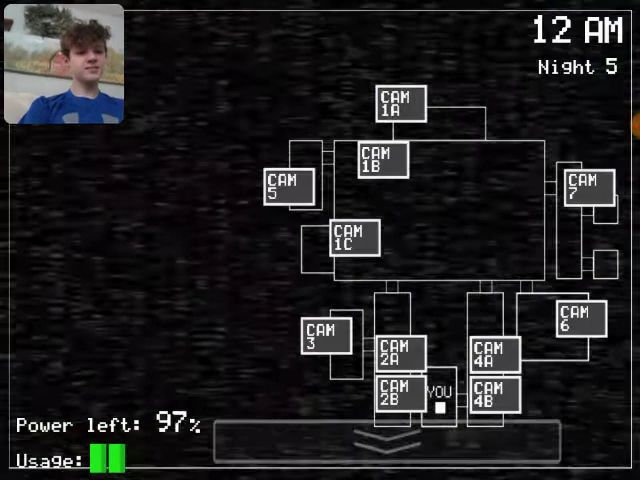 12 AM
Night 5
CAM 1A
CAM 1B
CAM 5
CAM 7
CAM 1C
CAM 6
CAM 3
CAM 2A
CAM 4A
CAM 2B
YOU
CAM 4B
Power left: 97%
Usage: